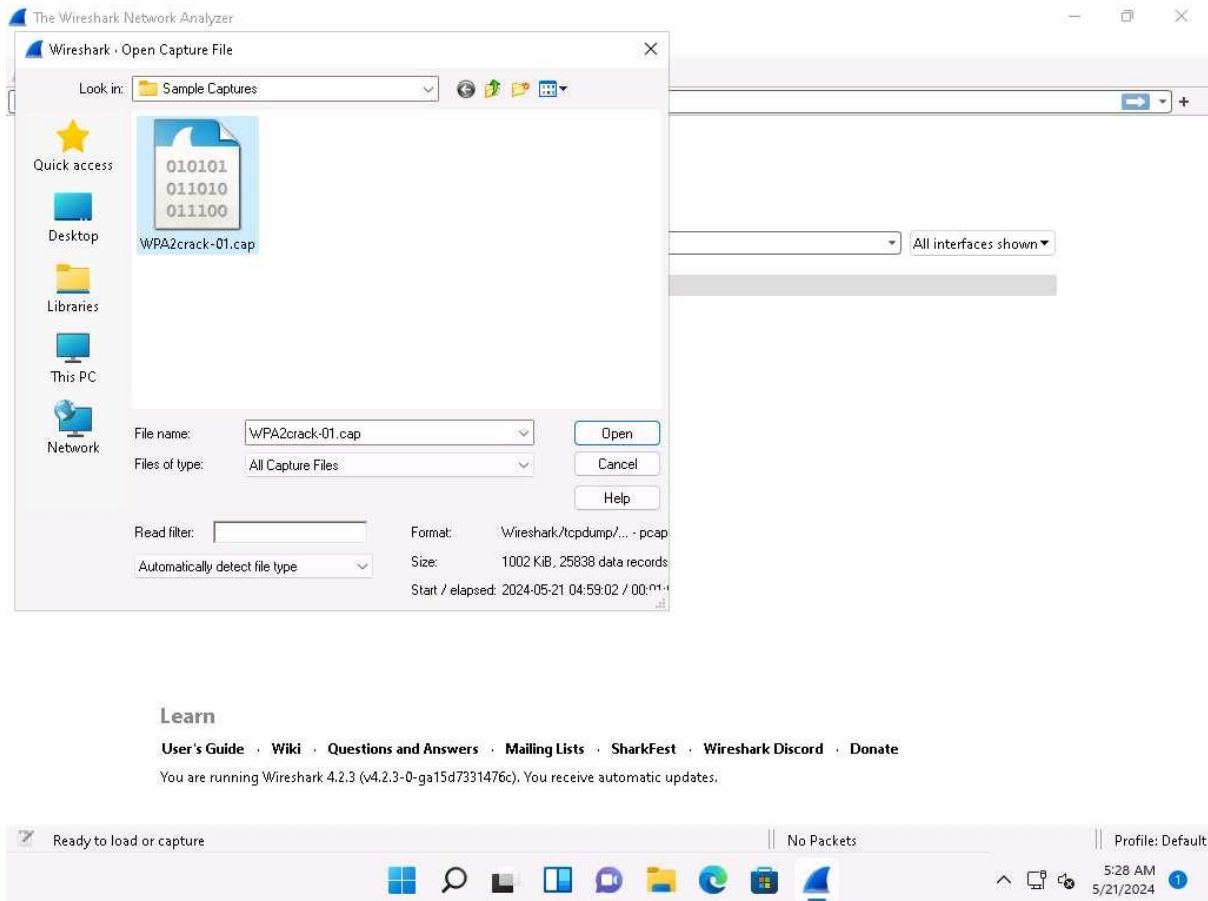 The Wireshark Network Analyzer
Wireshark · Open Capture File
Look in: Sample Captures
Quick access
Desktop
Libraries
This PC
Network
010101
011010
011100
WPA2crack-01.cap
All interfaces shown
File name: WPA2crack-01.cap Open
Files of type: All Capture Files Cancel
Help
Read filter: Format: Wireshark/tcpdump/... - pcap
Automatically detect file type Size: 1002 KiB, 25838 data records
Start / elapsed: 2024-05-21 04:59:02 / 00:01:
Learn
User's Guide · Wiki · Questions and Answers · Mailing Lists · SharkFest · Wireshark Discord · Donate
You are running Wireshark 4.2.3 (v4.2.3-0-ga15d7331476c). You receive automatic updates.
Ready to load or capture No Packets Profile: Default
5:28 AM
5/21/2024 1